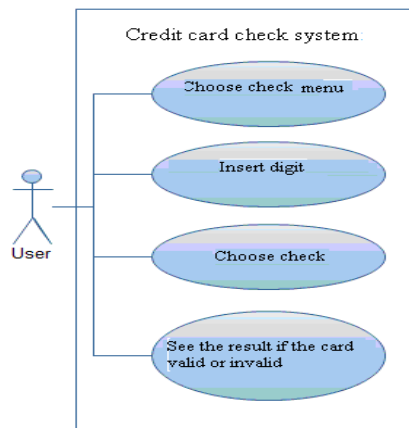 Credit card check system:
Choose check menu
Insert digit
User
Choose check
See the result if the card
valid or invalid